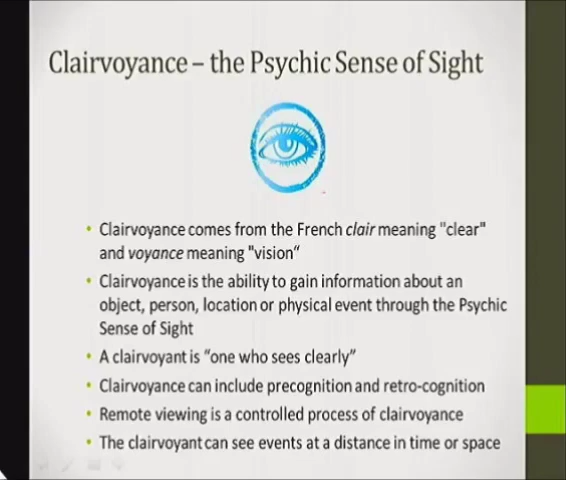 Clairvoyance – the Psychic Sense of Sight
• Clairvoyance comes from the French clair meaning "clear"
and voyance meaning "vision“
• Clairvoyance is the ability to gain information about an
object, person, location or physical event through the Psychic
Sense of Sight
• A clairvoyant is “one who sees clearly”
• Clairvoyance can include precognition and retro-cognition
• Remote viewing is a controlled process of clairvoyance
• The clairvoyant can see events at a distance in time or space